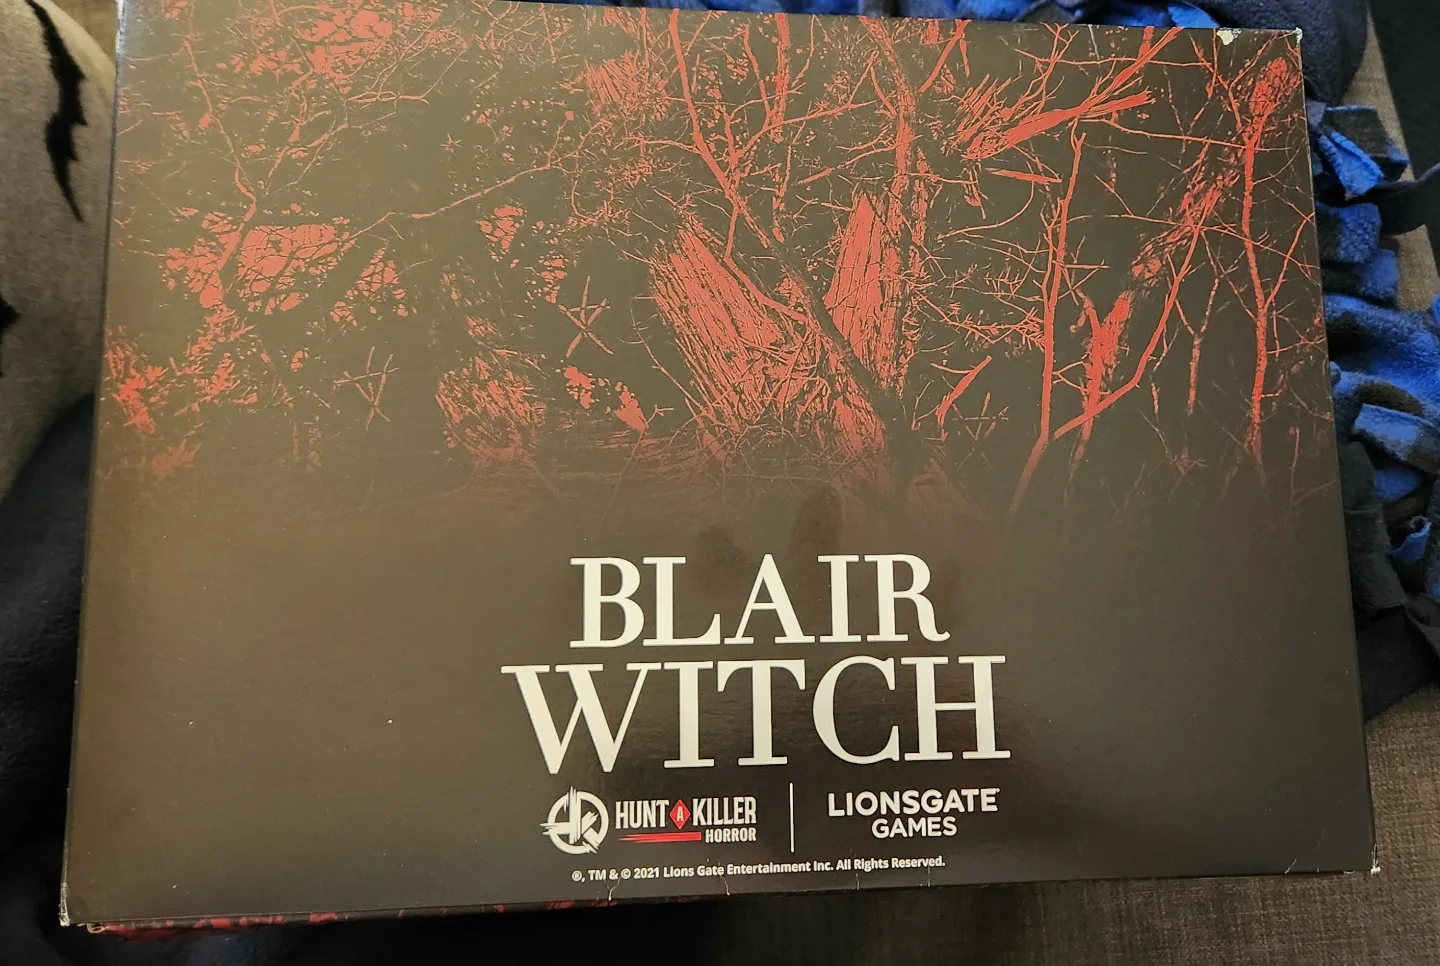 BLAIR
WITCH
HUNT A KILLER
HORROR
LIONSGATE
GAMES
®, TM & © 2021 Lions Gate Entertainment Inc. All Rights Reserved.